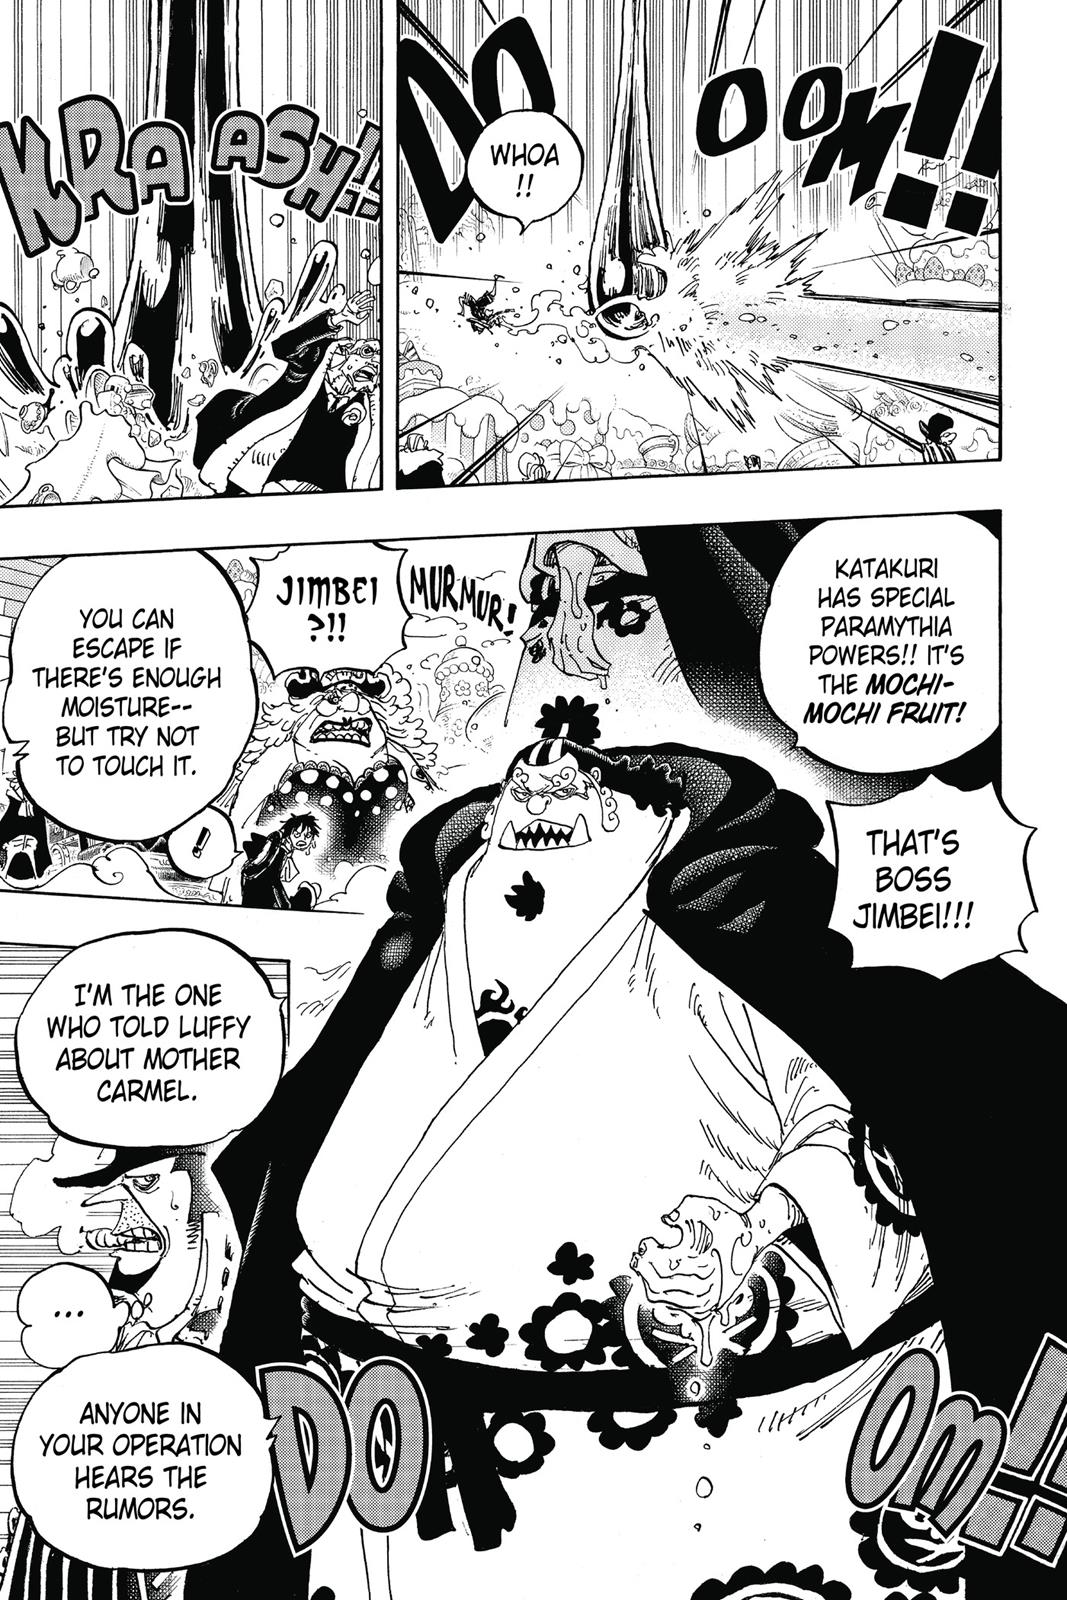 DO
OOM!!
WHOA
!!
KRA
ASH!!
KATAKURI
HAS SPECIAL
PARAMYTHIA
POWERS!! IT'S
THE MOCHI-
MOCHI FRUIT!
THAT'S
BOSS
JIMBEI!!!
MURMUR!
JIMBEI
?!!
YOU CAN
ESCAPE IF
THERE'S ENOUGH
MOISTURE--
BUT TRY NOT
TO TOUCH IT.
!
I'M THE ONE
WHO TOLD LUFFY
ABOUT MOTHER
CARMEL.
...
ANYONE IN
YOUR OPERATION
HEARS THE
RUMORS.
DO
OM!!